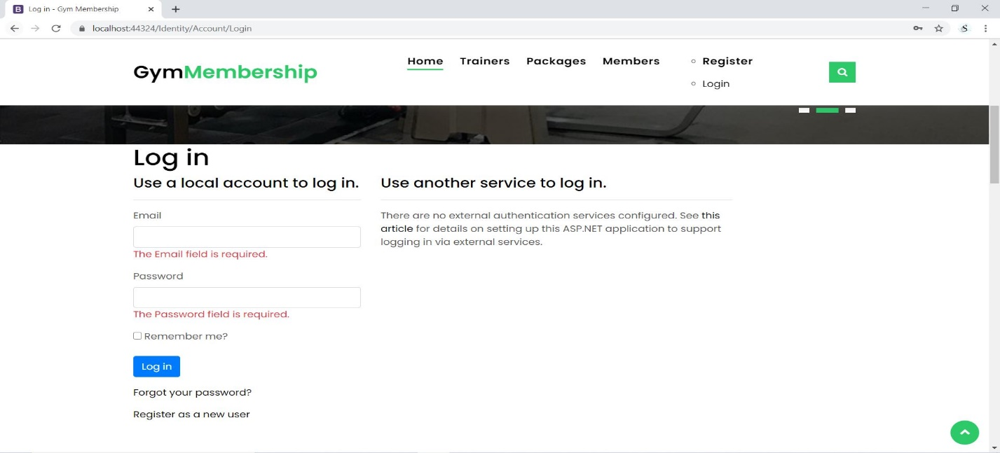 Log in - Gym Membership
localhost:44324/Identity/Account/Login
GymMembership
Home Trainers Packages Members
Register
Login
Log in
Use a local account to log in.
Email
The Email field is required.
Password
The Password field is required.
Remember me?
Log in
Forgot your password?
Register as a new user
Use another service to log in.
There are no external authentication services configured. See this
article for details on setting up this ASP.NET application to support
logging in via external services.